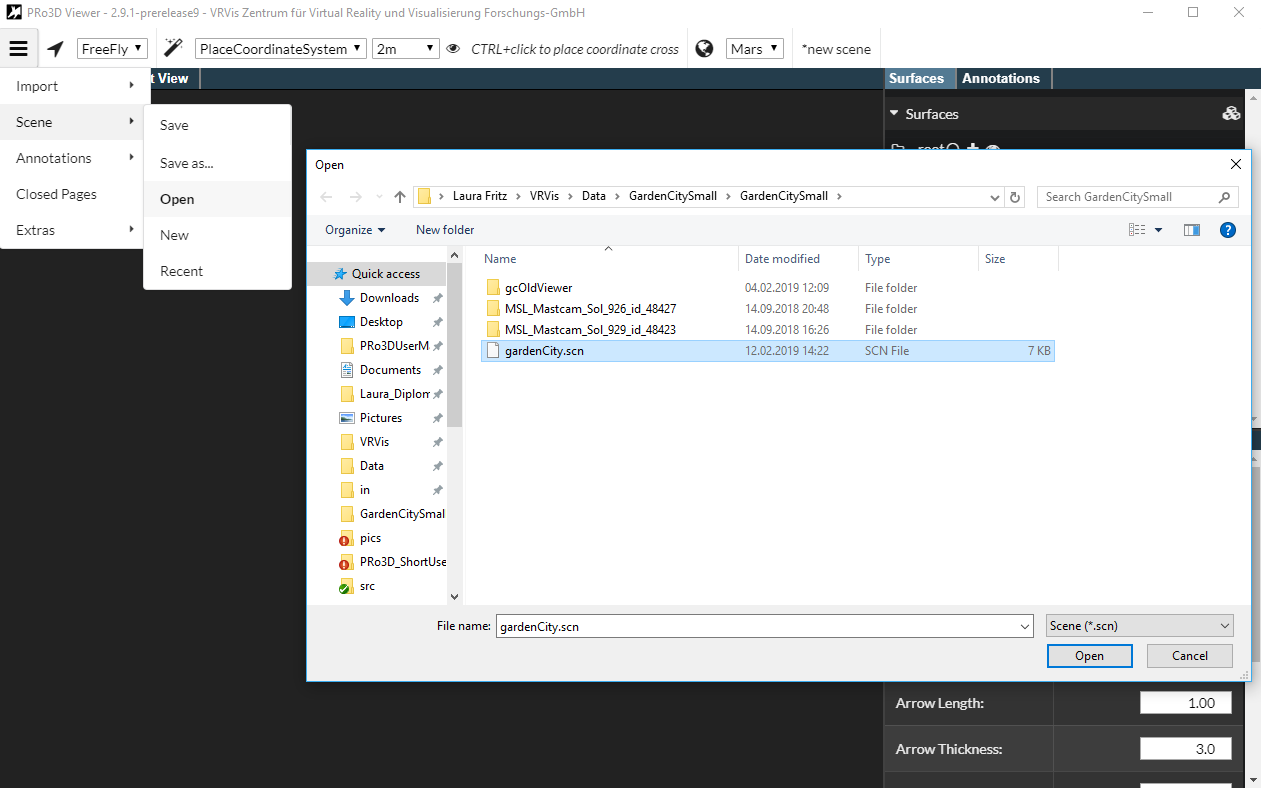 PRo3D Viewer - 2.9.1-prerelease9 - VRVis Zentrum für Virtual Reality und Visualisierung Forschungs-GmbH
FreeFly PlaceCoordinateSystem 2m CTRL+click to place coordinate cross Mars *new scene
Import
Scene
Annotations
Closed Pages
Extras
View
Save
Save as...
Open
New
Recent
Surfaces Annotations
Surfaces
root
Open
Laura Fritz VRVis Data GardenCitySmall GardenCitySmall
Search GardenCitySmall
Organize New folder
Quick access
Downloads
Desktop
PRo3DUserM
Documents
Laura_Diplom
Pictures
VRVis
Data
in
GardenCitySmal
pics
PRo3D_ShortUse
src
Name Date modified Type Size
gcOldViewer 04.02.2019 12:09 File folder
MSL_Mastcam_Sol_926_id_48427 14.09.2018 20:48 File folder
MSL_Mastcam_Sol_929_id_48423 14.09.2018 16:26 File folder
gardenCity.scn 12.02.2019 14:22 SCN File 7 KB
File name: gardenCity.scn Scene (*.scn)
Open Cancel
Arrow Length: 1.00
Arrow Thickness: 3.0